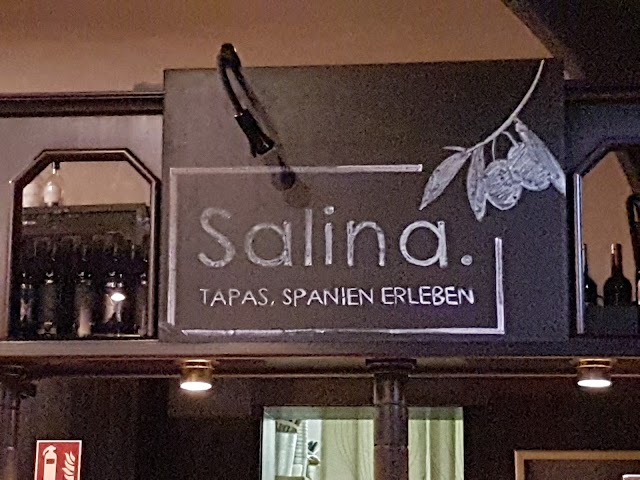 Salina.
TAPAS, SPANIEN ERLEBEN